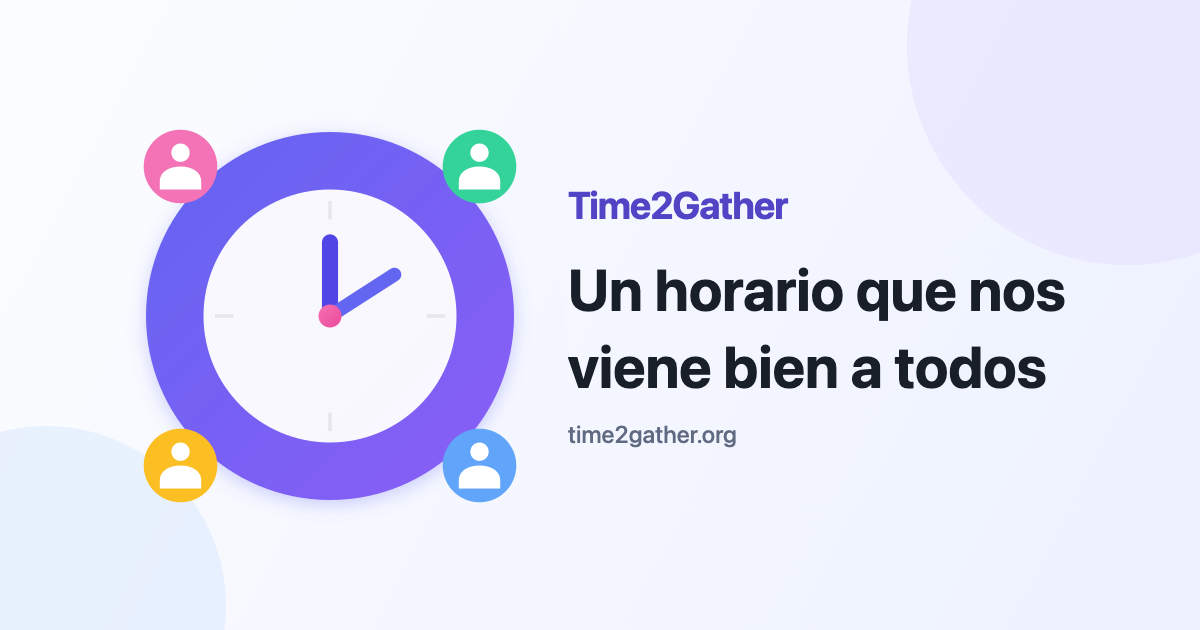 Time2Gather
Un horario que nos
viene bien a todos
time2gather.org